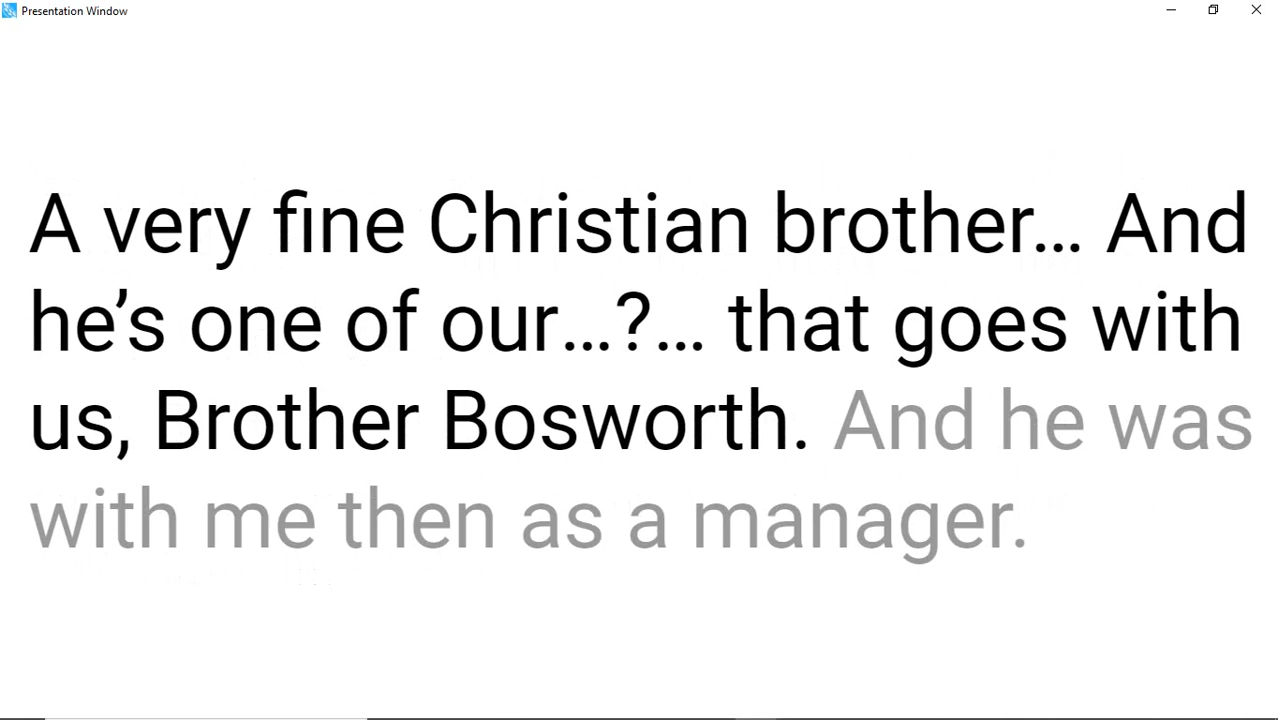 Presentation Window
A very fine Christian brother… And
he’s one of our…?… that goes with
us, Brother Bosworth. And he was
with me then as a manager.